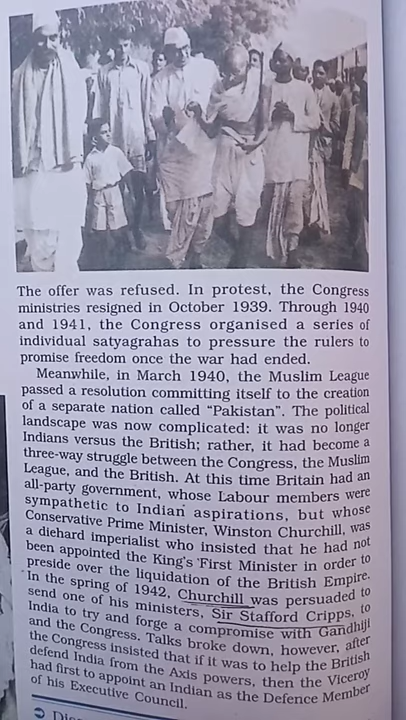 The offer was refused. In protest, the Congress
ministries resigned in October 1939. Through 1940
and 1941, the Congress organised a series of
individual satyagrahas to pressure the rulers to
promise freedom once the war had ended.
Meanwhile, in March 1940, the Muslim League
passed a resolution committing itself to the creation
of a separate nation called “Pakistan”. The political
landscape was now complicated: it was no longer
Indians versus the British; rather, it had become a
three-way struggle between the Congress, the Muslim
League, and the British. At this time Britain had an
all-party government, whose Labour members were
sympathetic to Indian aspirations, but whose
Conservative Prime Minister, Winston Churchill, was
a diehard imperialist who insisted that he had not
been appointed the King's First Minister in order to
preside over the liquidation of the British Empire.
In the spring of 1942, Churchill was persuaded to
send one of his ministers, Sir Stafford Cripps, to
India to try and forge a compromise with Gandhiji
and the Congress. Talks broke down, however, after
the Congress insisted that if it was to help the British
defend India from the Axis powers, then the Viceroy
had first to appoint an Indian as the Defence Member
of his Executive Council.